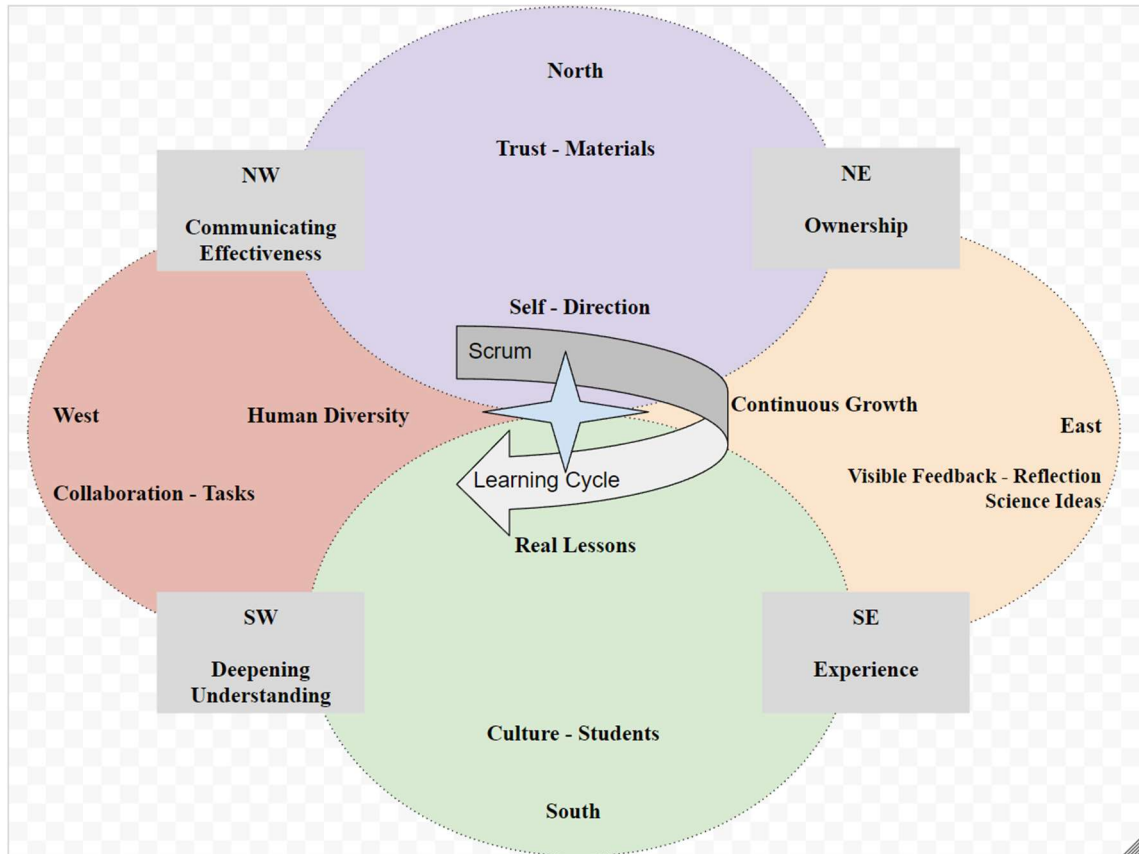 North
Trust - Materials
NW
Communicating
Effectiveness
NE
Ownership
Self - Direction
Scrum
West
Human Diversity
Continuous Growth
East
Collaboration - Tasks
Learning Cycle
Visible Feedback - Reflection
Science Ideas
Real Lessons
SW
Deepening
Understanding
SE
Experience
Culture - Students
South